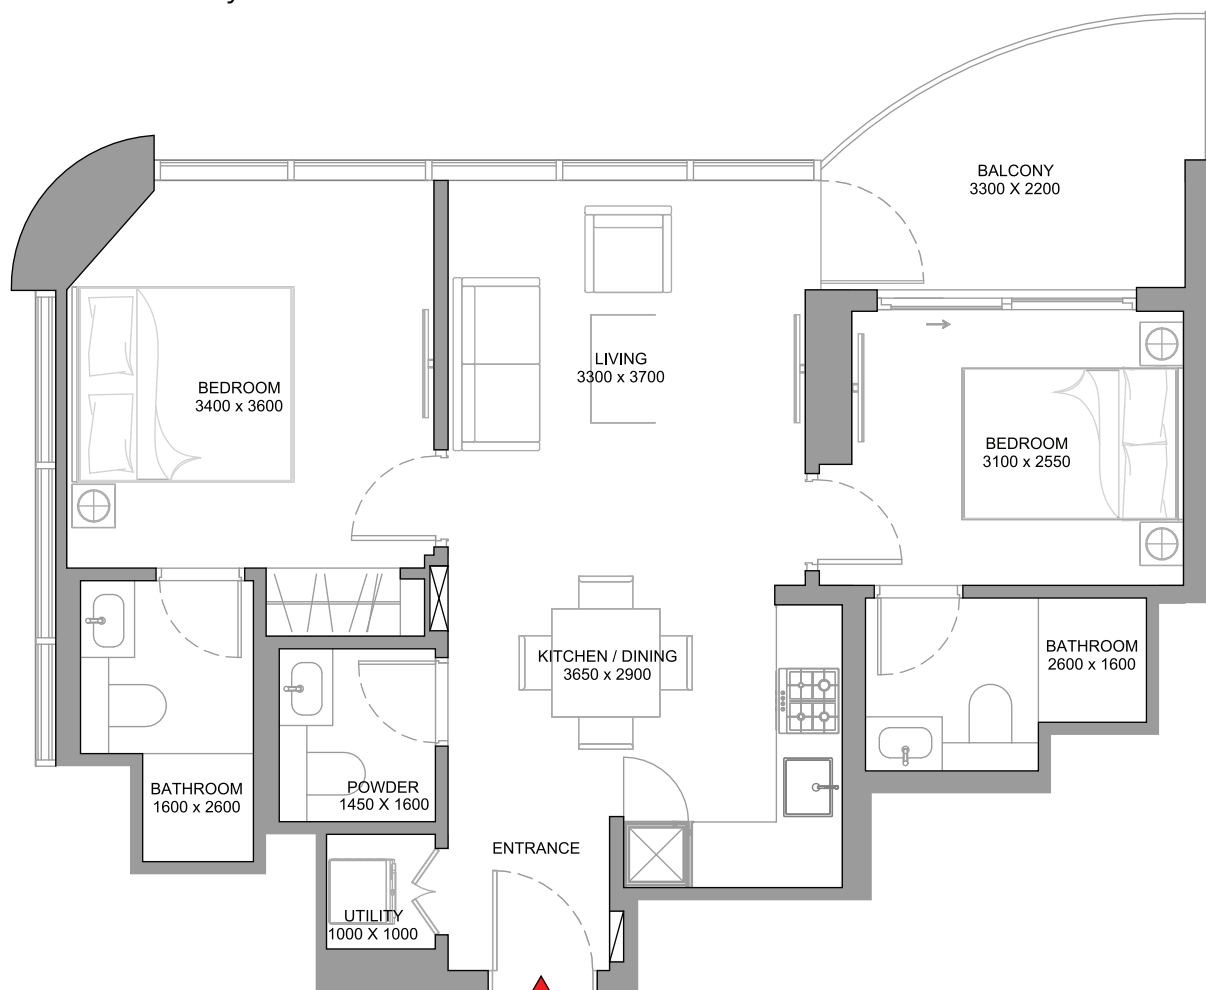 BALCONY
3300 X 2200
LIVING
3300 x 3700
BEDROOM
3400 x 3600
BEDROOM
3100 x 2550
KITCHEN / DINING
3650 x 2900
BATHROOM
2600 x 1600
BATHROOM
1600 x 2600
POWDER
1450 X 1600
ENTRANCE
UTILITY
1000 X 1000